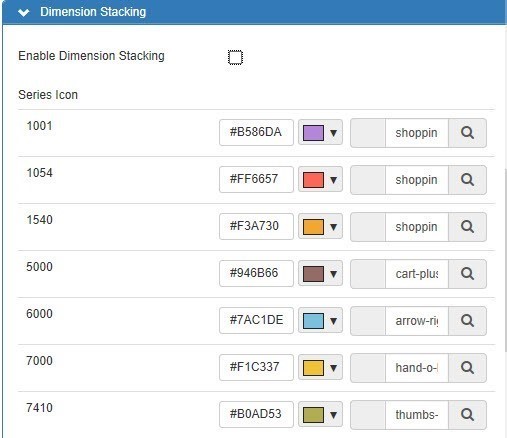 Dimension Stacking
Enable Dimension Stacking
Series Icon
1001 #B586DA shoppin
1054 #FF6657 shoppin
1540 #F3A730 shoppin
5000 #946B66 cart-plus
6000 #7AC1DE arrow-ri
7000 #F1C337 hand-o-
7410 #B0AD53 thumbs-